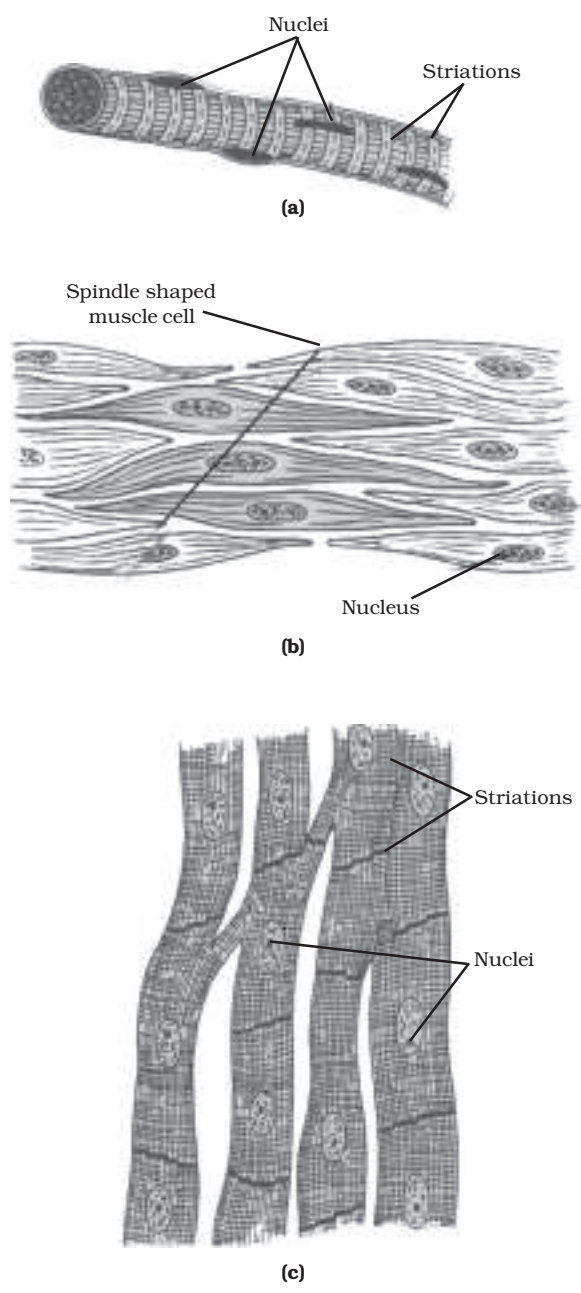 Nuclei
Striations
(a)
Spindle shaped
muscle cell
Nucleus
(b)
Striations
Nuclei
(c)